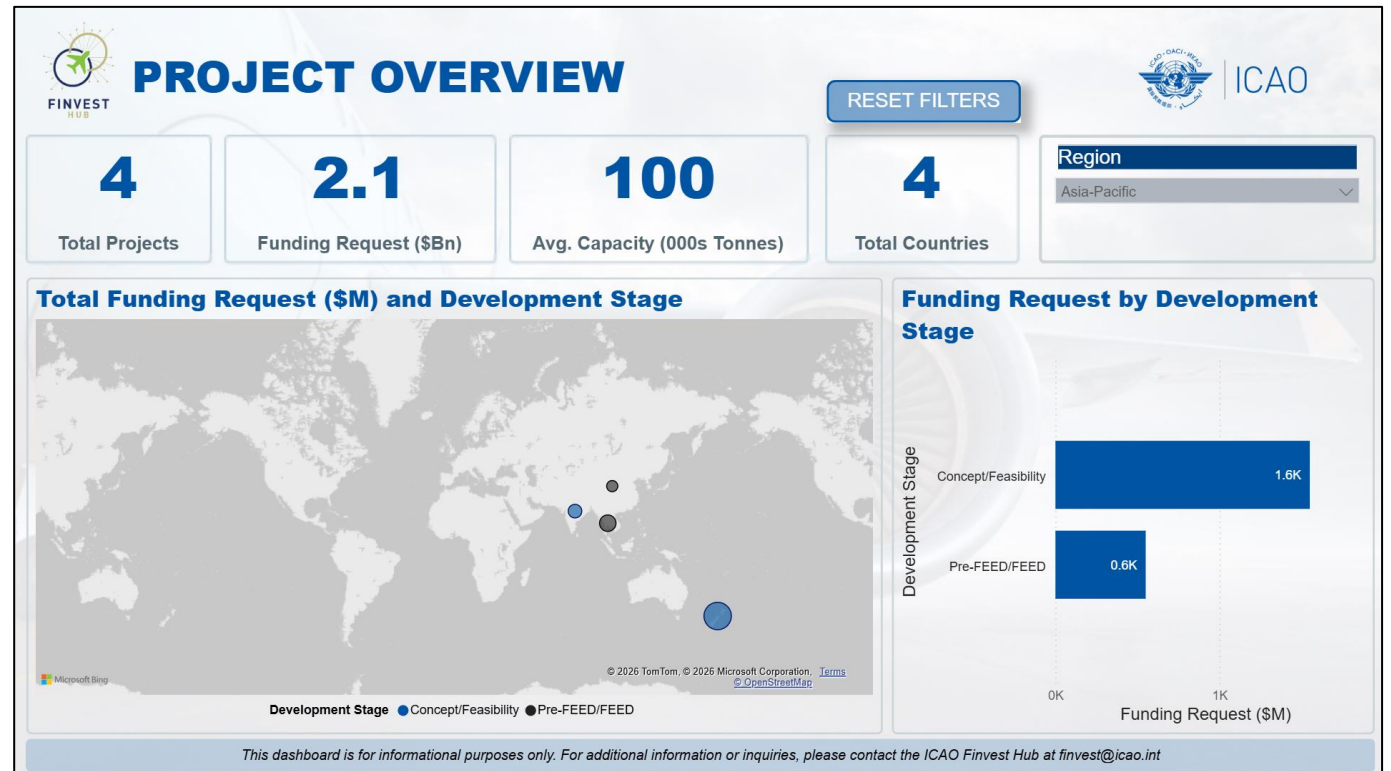 FINVEST
HUB
PROJECT OVERVIEW
RESET FILTERS
ICAO
4
Total Projects
2.1
Funding Request ($Bn)
100
Avg. Capacity (000s Tonnes)
4
Total Countries
Region
Asia-Pacific
Total Funding Request ($M) and Development Stage
Microsoft Bing
© 2026 TomTom, © 2026 Microsoft Corporation, Terms
© OpenStreetMap
Development Stage Concept/Feasibility Pre-FEED/FEED
Funding Request by Development
Stage
Development Stage
Concept/Feasibility
1.6K
Pre-FEED/FEED
0.6K
0K
1K
Funding Request ($M)
This dashboard is for informational purposes only. For additional information or inquiries, please contact the ICAO Finvest Hub at finvest@icao.int